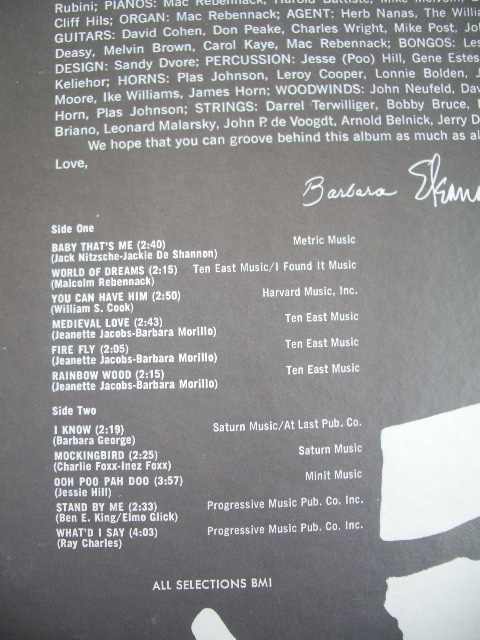 Rubini; PIANOS: Mac Rebennack, Harold Battiste, Mike
Cliff Hils; ORGAN: Mac Rebennack; AGENT: Herb Nanas, The Willia
GUITARS: David Cohen, Don Peake, Charles Wright, Mike Post, Jo
Deasy, Melvin Brown, Carol Kaye, Mac Rebennack; BONGOS: Les
DESIGN: Sandy Dvore; PERCUSSION: Jesse (Poo) Hill, Gene Estes
Keliehor; HORNS: Plas Johnson, Leroy Cooper, Lonnie Bolden, J
Moore, Ike Williams, James Horn; WOODWINDS: John Neufeld, Dav
Horn, Plas Johnson; STRINGS: Darrel Terwilliger, Bobby Bruce,
Briano, Leonard Malarsky, John P. de Voogdt, Arnold Belnick, Jerry D
We hope that you can groove behind this album as much as al
Love,
Barbara
Side One
BABY THAT'S ME (2:40) Metric Music
(Jack Nitzsche-Jackie De Shannon)
WORLD OF DREAMS (2:15) Ten East Music/I Found It Music
(Malcolm Rebennack)
YOU CAN HAVE HIM (2:50) Harvard Music, Inc.
(William S. Cook)
MEDIEVAL LOVE (2:43) Ten East Music
(Jeanette Jacobs-Barbara Morillo)
FIRE FLY (2:05) Ten East Music
(Jeanette Jacobs-Barbara Morillo)
RAINBOW WOOD (2:15) Ten East Music
(Jeanette Jacobs-Barbara Morillo)
Side Two
I KNOW (2:19) Saturn Music/At Last Pub. Co.
(Barbara George)
MOCKINGBIRD (2:25) Saturn Music
(Charlie Foxx-Inez Foxx)
OOH POO PAH DOO (3:57) Minit Music
(Jessie Hill)
STAND BY ME (2:33) Progressive Music Pub. Co. Inc.
(Ben E. King/Elmo Glick)
WHAT'D I SAY (4:03) Progressive Music Pub. Co. Inc.
(Ray Charles)
ALL SELECTIONS BMI